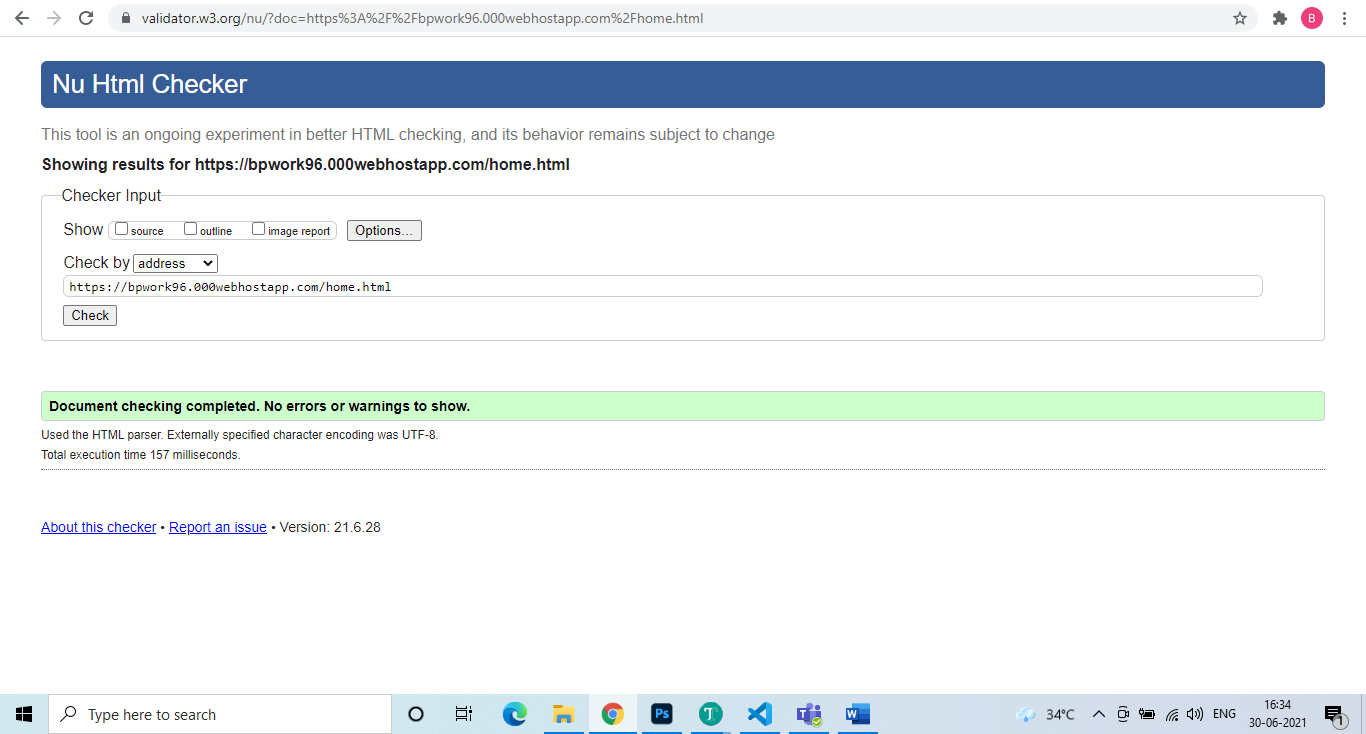 validator.w3.org/nu/?doc=https%3A%2F%2Fbpwork96.000webhostapp.com%2Fhome.html
B
Nu Html Checker
This tool is an ongoing experiment in better HTML checking, and its behavior remains subject to change
Showing results for https://bpwork96.000webhostapp.com/home.html
Checker Input
Show source outline image report Options...
Check by address
https://bpwork96.000webhostapp.com/home.html
Check
Document checking completed. No errors or warnings to show.
Used the HTML parser. Externally specified character encoding was UTF-8.
Total execution time 157 milliseconds.
About this checker • Report an issue • Version: 21.6.28
Type here to search
Ps
T
W
34°C
ENG
16:34
30-06-2021
1